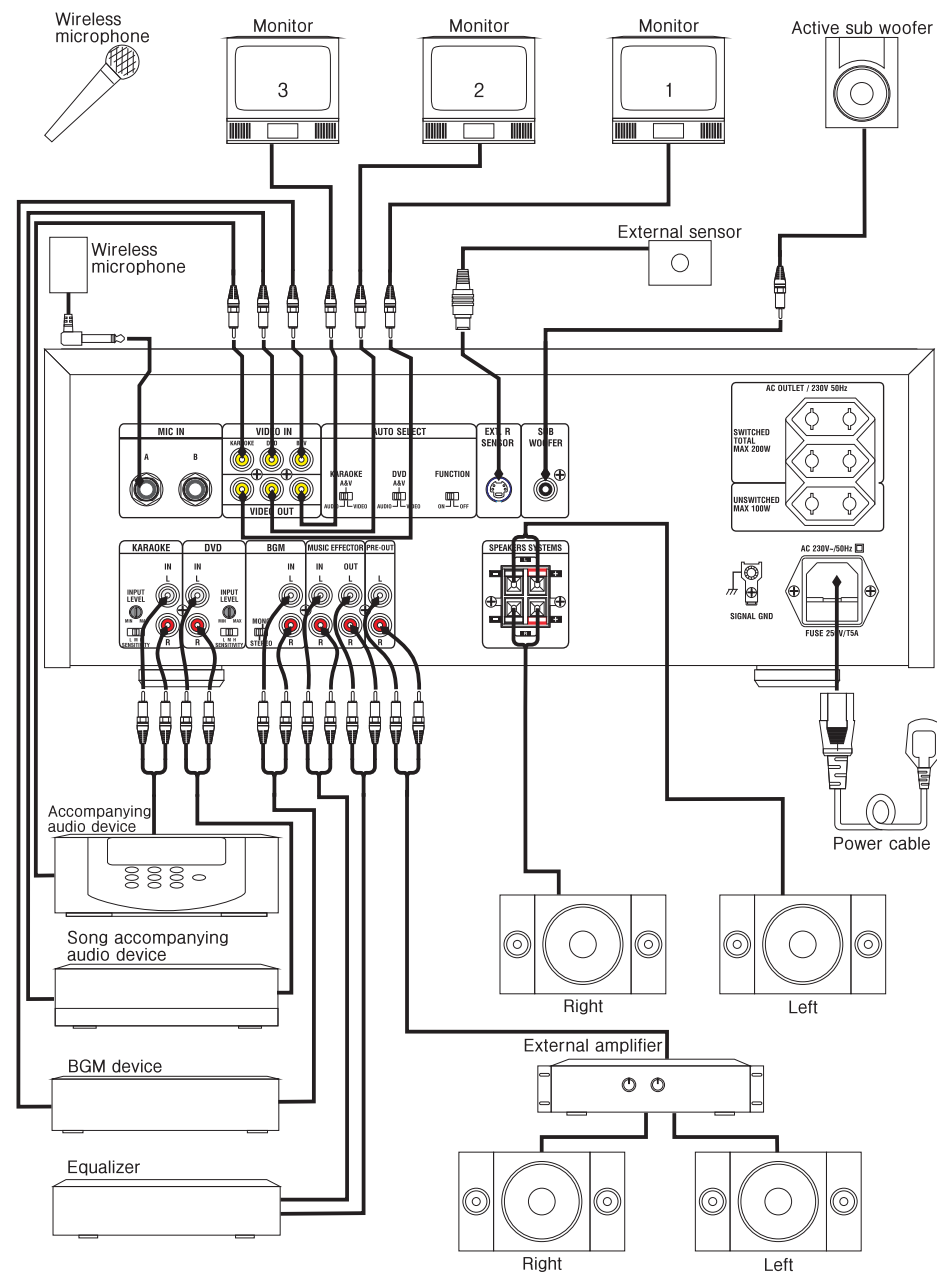 Wireless
microphone
Monitor
3
Monitor
2
Monitor
1
Active sub woofer
External sensor
Wireless
microphone
MIC IN
A
B
VIDEO IN
KARAOKE
DVD
VIDEO OUT
AUTO SELECT
KARAOKE
A&V
AUDIO
VIDEO
DVD
A&V
AUDIO
VIDEO
FUNCTION
ON
OFF
EXT. R
SENSOR
SUB
WOOFER
AC OUTLET / 230V 50Hz
SWITCHED
TOTAL
MAX 200W
UNSWITCHED
MAX 100W
KARAOKE
IN
L
INPUT
LEVEL
MIN MAX
L M H
SENSITIVITY
R
DVD
IN
L
INPUT
LEVEL
MIN MAX
L M H
SENSITIVITY
R
BGM
IN
L
MONO
STEREO
R
MUSIC EFFECTOR
IN
OUT
L
L
R
R
PRE-OUT
L
R
SPEAKERS SYSTEMS
R
SIGNAL GND
AC 230V~/50Hz
FUSE 250V/T5A
Accompanying
audio device
Power cable
Song accompanying
audio device
Right
Left
External amplifier
BGM device
Equalizer
Right
Left